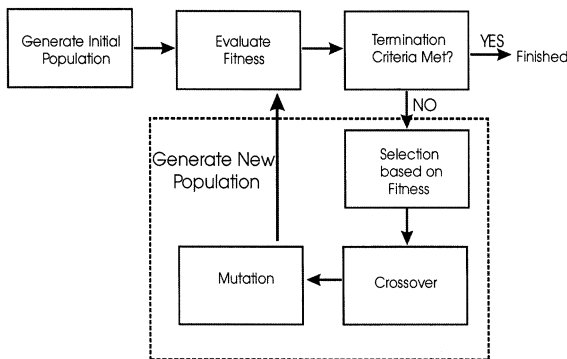 Generate Initial
Population
Evaluate
Fitness
Termination
Criteria Met?
YES
Finished
NO
Generate New
Population
Selection
based on
Fitness
Mutation
Crossover